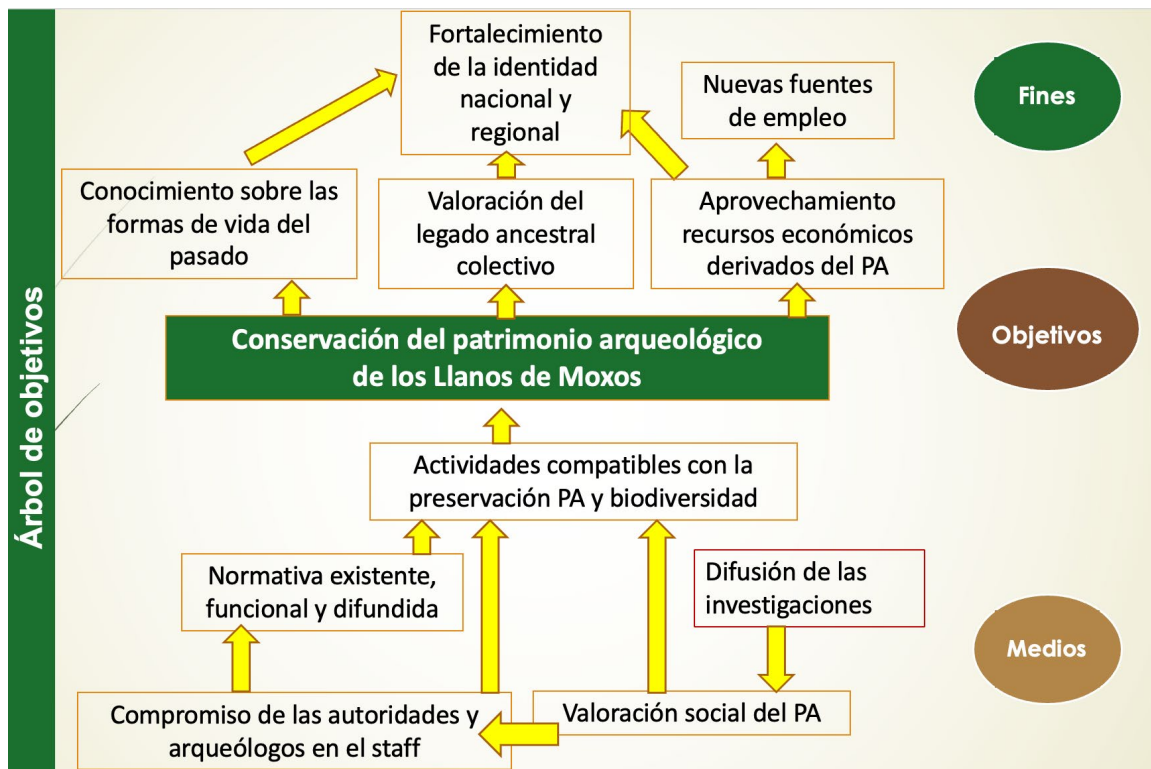 Árbol de objetivos
Fortalecimiento
de la identidad
nacional y
regional
Nuevas fuentes
de empleo
Fines
Conocimiento sobre las
formas de vida del
pasado
Valoración del
legado ancestral
colectivo
Aprovechamiento
recursos económicos
derivados del PA
Conservación del patrimonio arqueológico
de los Llanos de Moxos
Objetivos
Actividades compatibles con la
preservación PA y biodiversidad
Normativa existente,
funcional y difundida
Difusión de las
investigaciones
Medios
Compromiso de las autoridades y
arqueólogos en el staff
Valoración social del PA